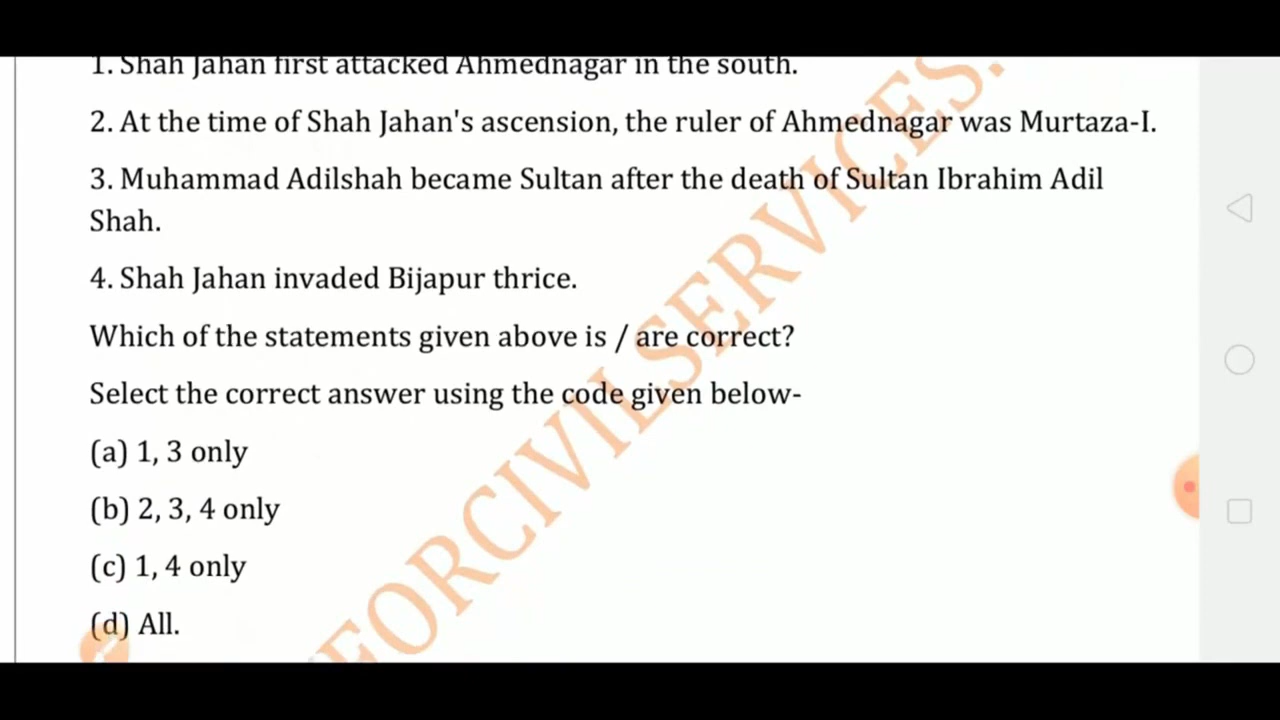 1. Shah Jahan first attacked Ahmednagar in the south.
2. At the time of Shah Jahan's ascension, the ruler of Ahmednagar was Murtaza-I.
3. Muhammad Adilshah became Sultan after the death of Sultan Ibrahim Adil
Shah.
4. Shah Jahan invaded Bijapur thrice.
Which of the statements given above is / are correct?
Select the correct answer using the code given below-
(a) 1, 3 only
(b) 2, 3, 4 only
(c) 1, 4 only
(d) All.
FORCIVILSERVICES.